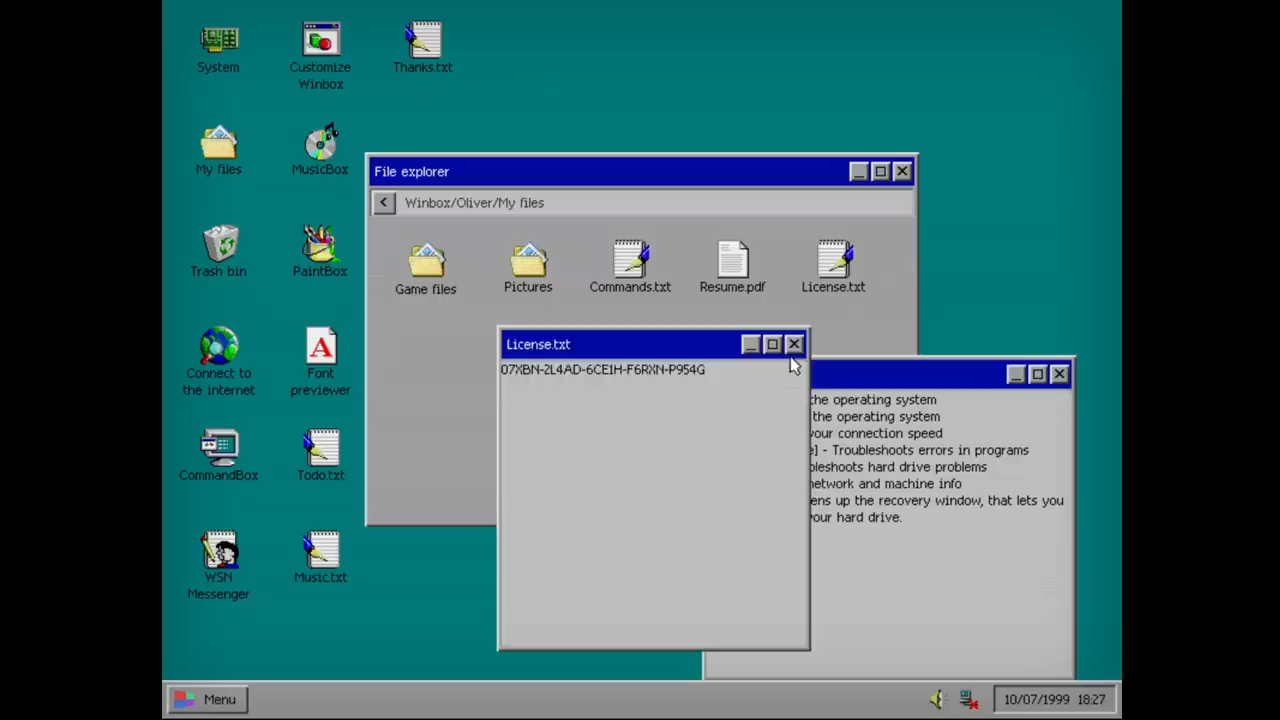 System
Customize
Winbox
Thanks.txt
My files
MusicBox
Trash bin
PaintBox
Connect to
the internet
Font
previewer
CommandBox
Todo.txt
WSN
Messenger
Music.txt
File explorer
Winbox/Oliver/My files
Game files
Pictures
Commands.txt
Resume.pdf
License.txt
License.txt
07XBN-2L4AD-6CE1H-F6RXN-P954G
the operating system
the operating system
your connection speed
- Troubleshoots errors in programs
hard drive problems
network and machine info
up the recovery window, that lets you
your hard drive.
Menu
10/07/1999 18:27